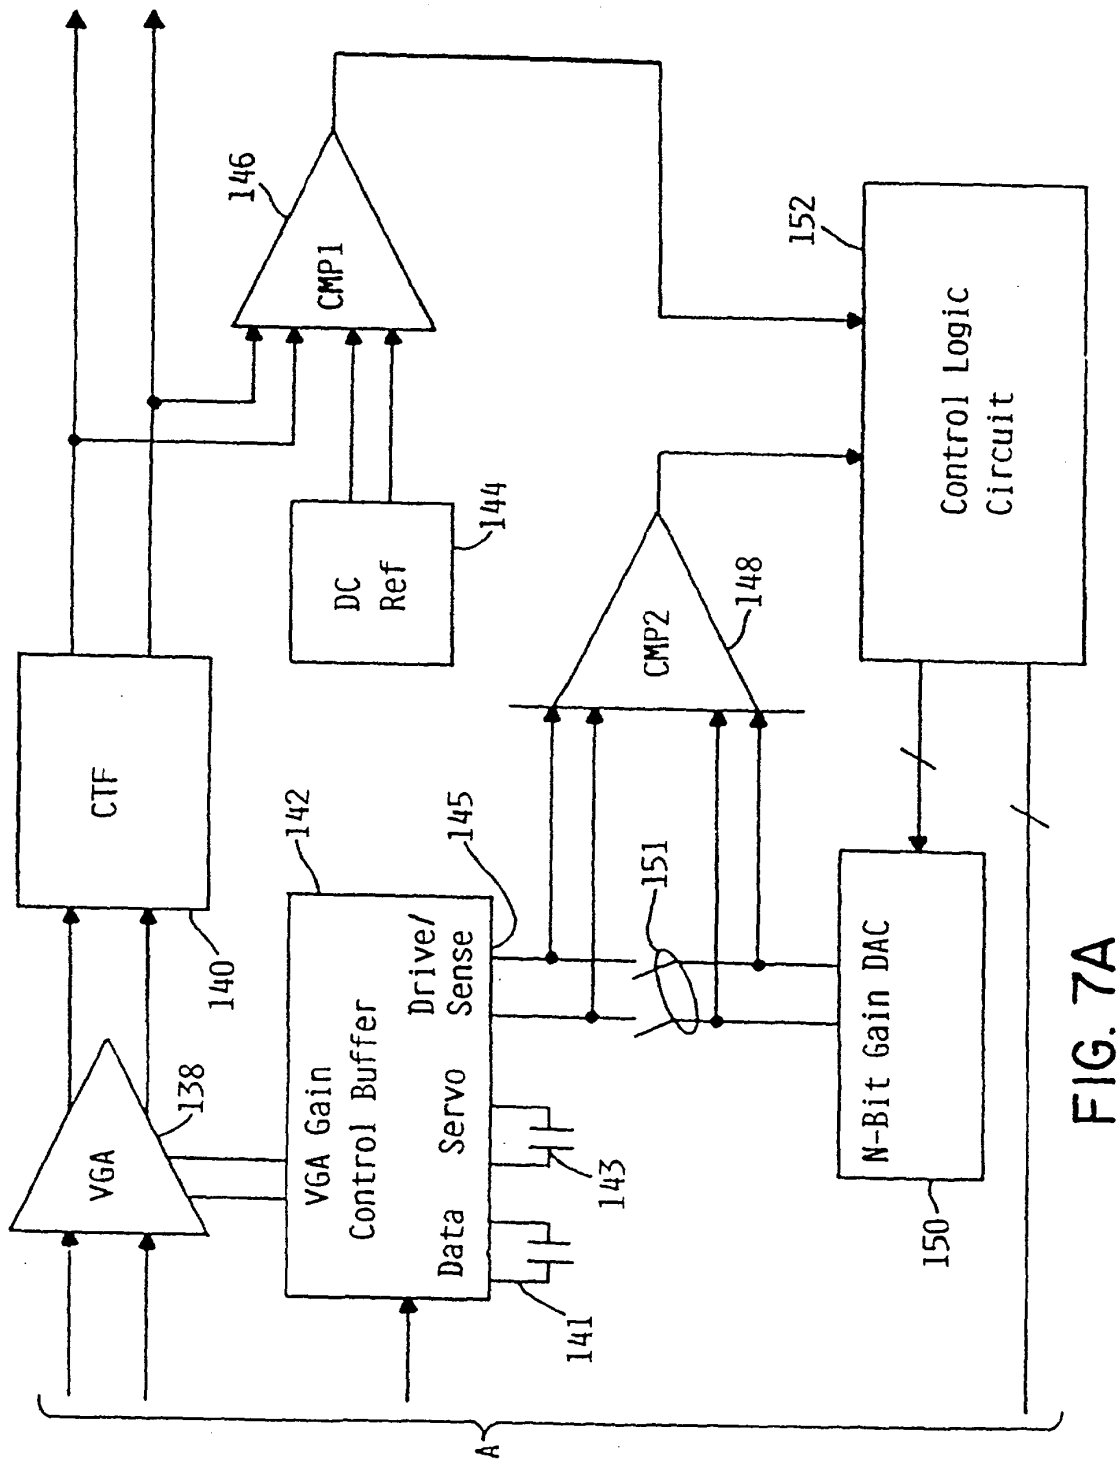 CTF
140
VGA
138
146
CMP1
DC
Ref
144
142
VGA Gain
Control Buffer
Data
Servo
Drive/
Sense
145
141
143
151
CMP2
148
152
Control Logic
Circuit
N-Bit Gain DAC
150
A
FIG. 7A